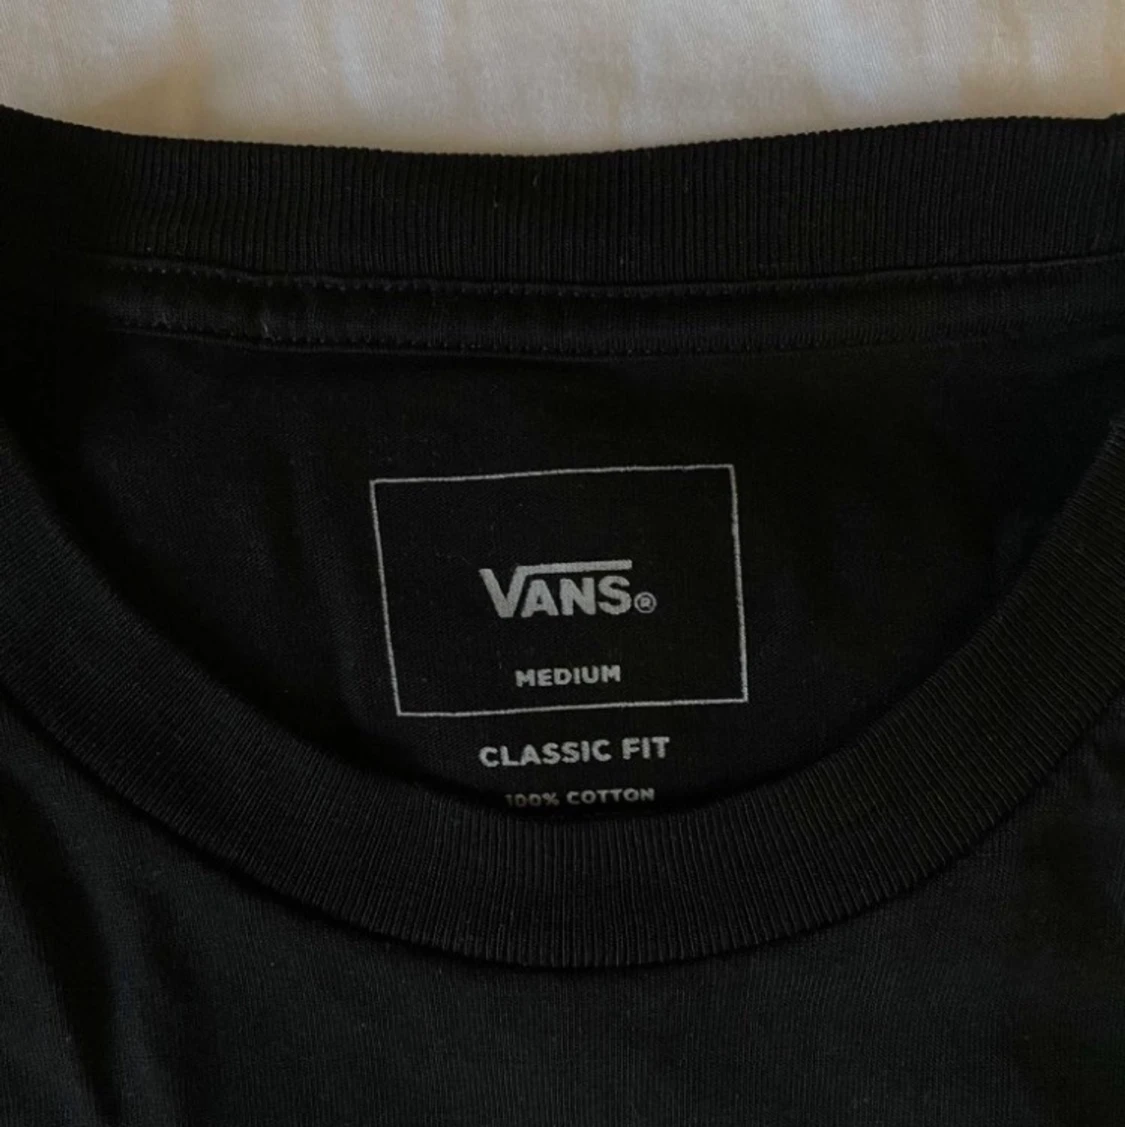 VANS®
MEDIUM
CLASSIC FIT
100% COTTON